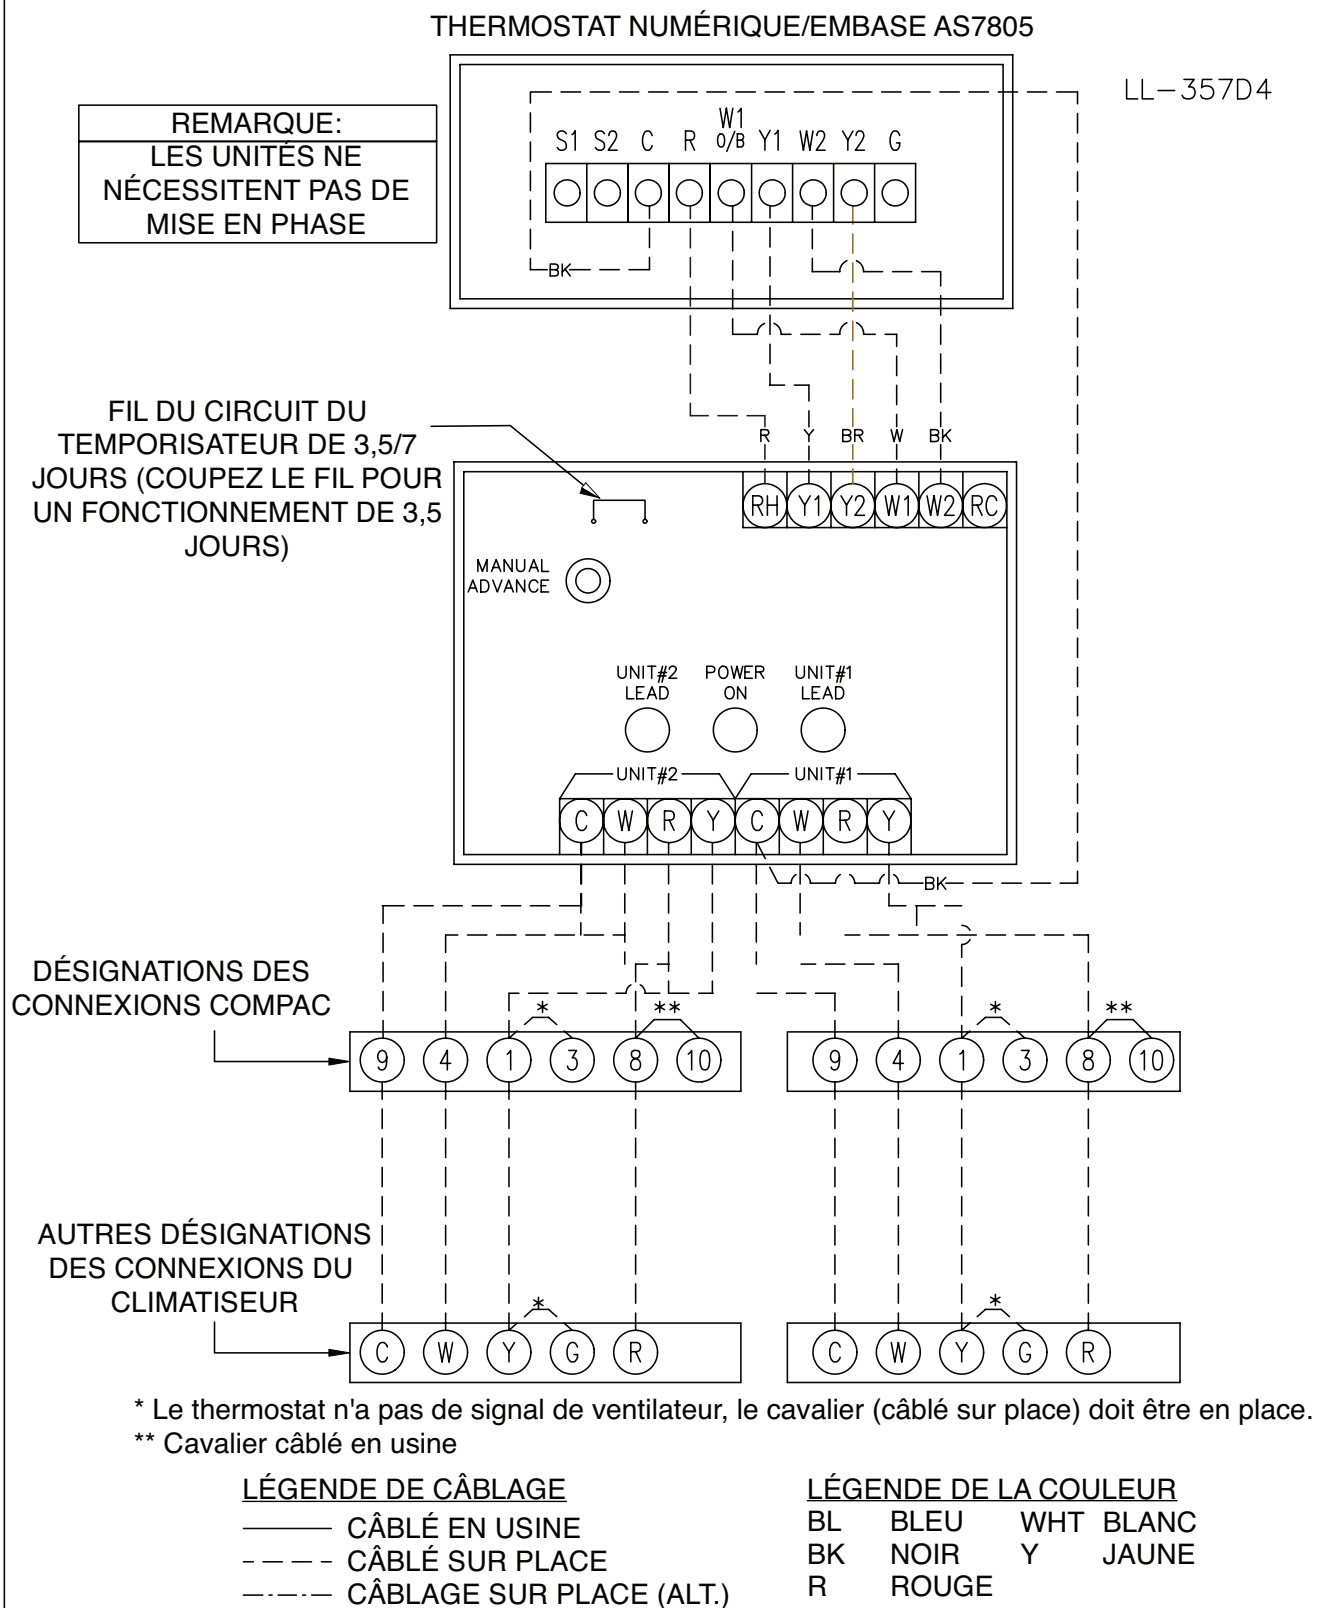 THERMOSTAT NUMÉRIQUE/EMBASE AS7805
LL-357D4
REMARQUE:
LES UNITÉS NE
NÉCESSITENT PAS DE
MISE EN PHASE
S1 S2 C R W1 O/B Y1 W2 Y2 G
BK
FIL DU CIRCUIT DU
TEMPORISATEUR DE 3,5/7
JOURS (COUPEZ LE FIL POUR
UN FONCTIONNEMENT DE 3,5
JOURS)
R Y BR W BK
RH Y1 Y2 W1 W2 RC
MANUAL
ADVANCE
UNIT#2
LEAD
POWER
ON
UNIT#1
LEAD
UNIT#2 UNIT#1
C W R Y C W R Y
BK
DÉSIGNATIONS DES
CONNEXIONS COMPAC
* ** * **
9 4 1 3 8 10 9 4 1 3 8 10
AUTRES DÉSIGNATIONS
DES CONNEXIONS DU
CLIMATISEUR
* *
C W Y G R C W Y G R
* Le thermostat n'a pas de signal de ventilateur, le cavalier (câblé sur place) doit être en place.
** Cavalier câblé en usine
LÉGENDE DE CÂBLAGE
CÂBLÉ EN USINE
CÂBLÉ SUR PLACE
CÂBLAGE SUR PLACE (ALT.)
LÉGENDE DE LA COULEUR
BL BLEU WHT BLANC
BK NOIR Y JAUNE
R ROUGE